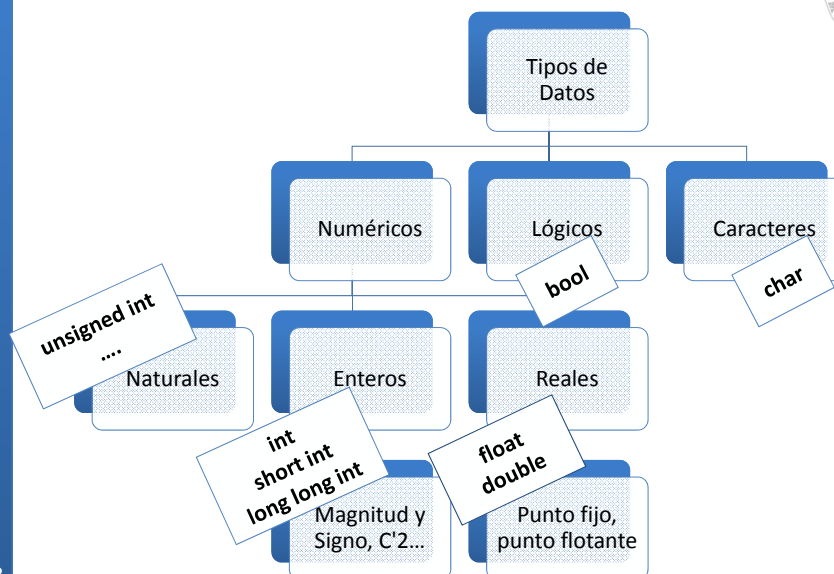 Tipos de
Datos
Numéricos
Lógicos
Caracteres
bool
char
unsigned int
....
Naturales
Enteros
Reales
int
short int
long long int
float
double
Magnitud y
Signo, C'2...
Punto fijo,
punto flotante